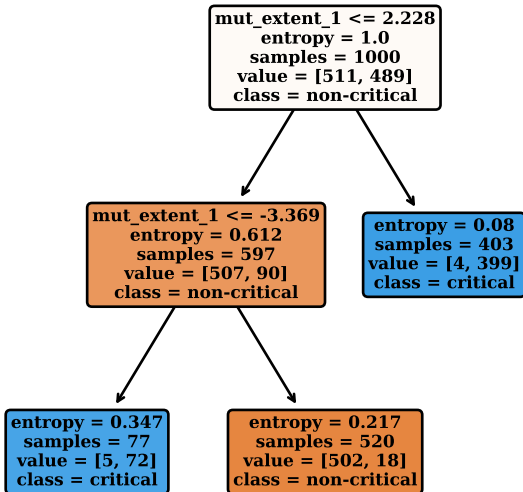 mut_extent_1 <= 2.228
entropy = 1.0
samples = 1000
value = [511, 489]
class = non-critical
mut_extent_1 <= -3.369
entropy = 0.612
samples = 597
value = [507, 90]
class = non-critical
entropy = 0.08
samples = 403
value = [4, 399]
class = critical
entropy = 0.347
samples = 77
value = [5, 72]
class = critical
entropy = 0.217
samples = 520
value = [502, 18]
class = non-critical